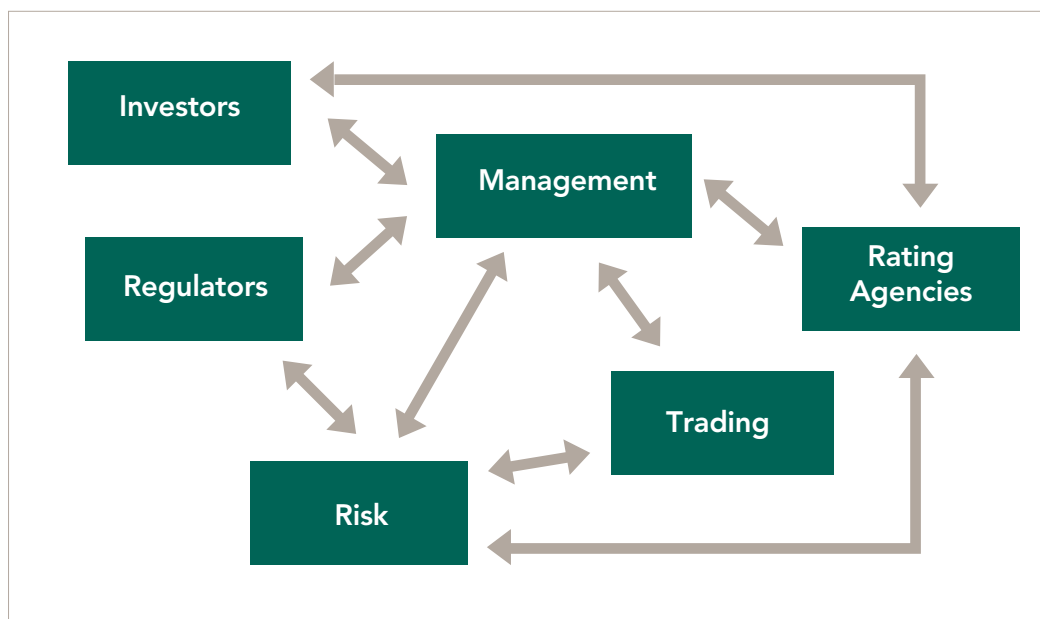 Investors
Management
Regulators
Rating
Agencies
Trading
Risk